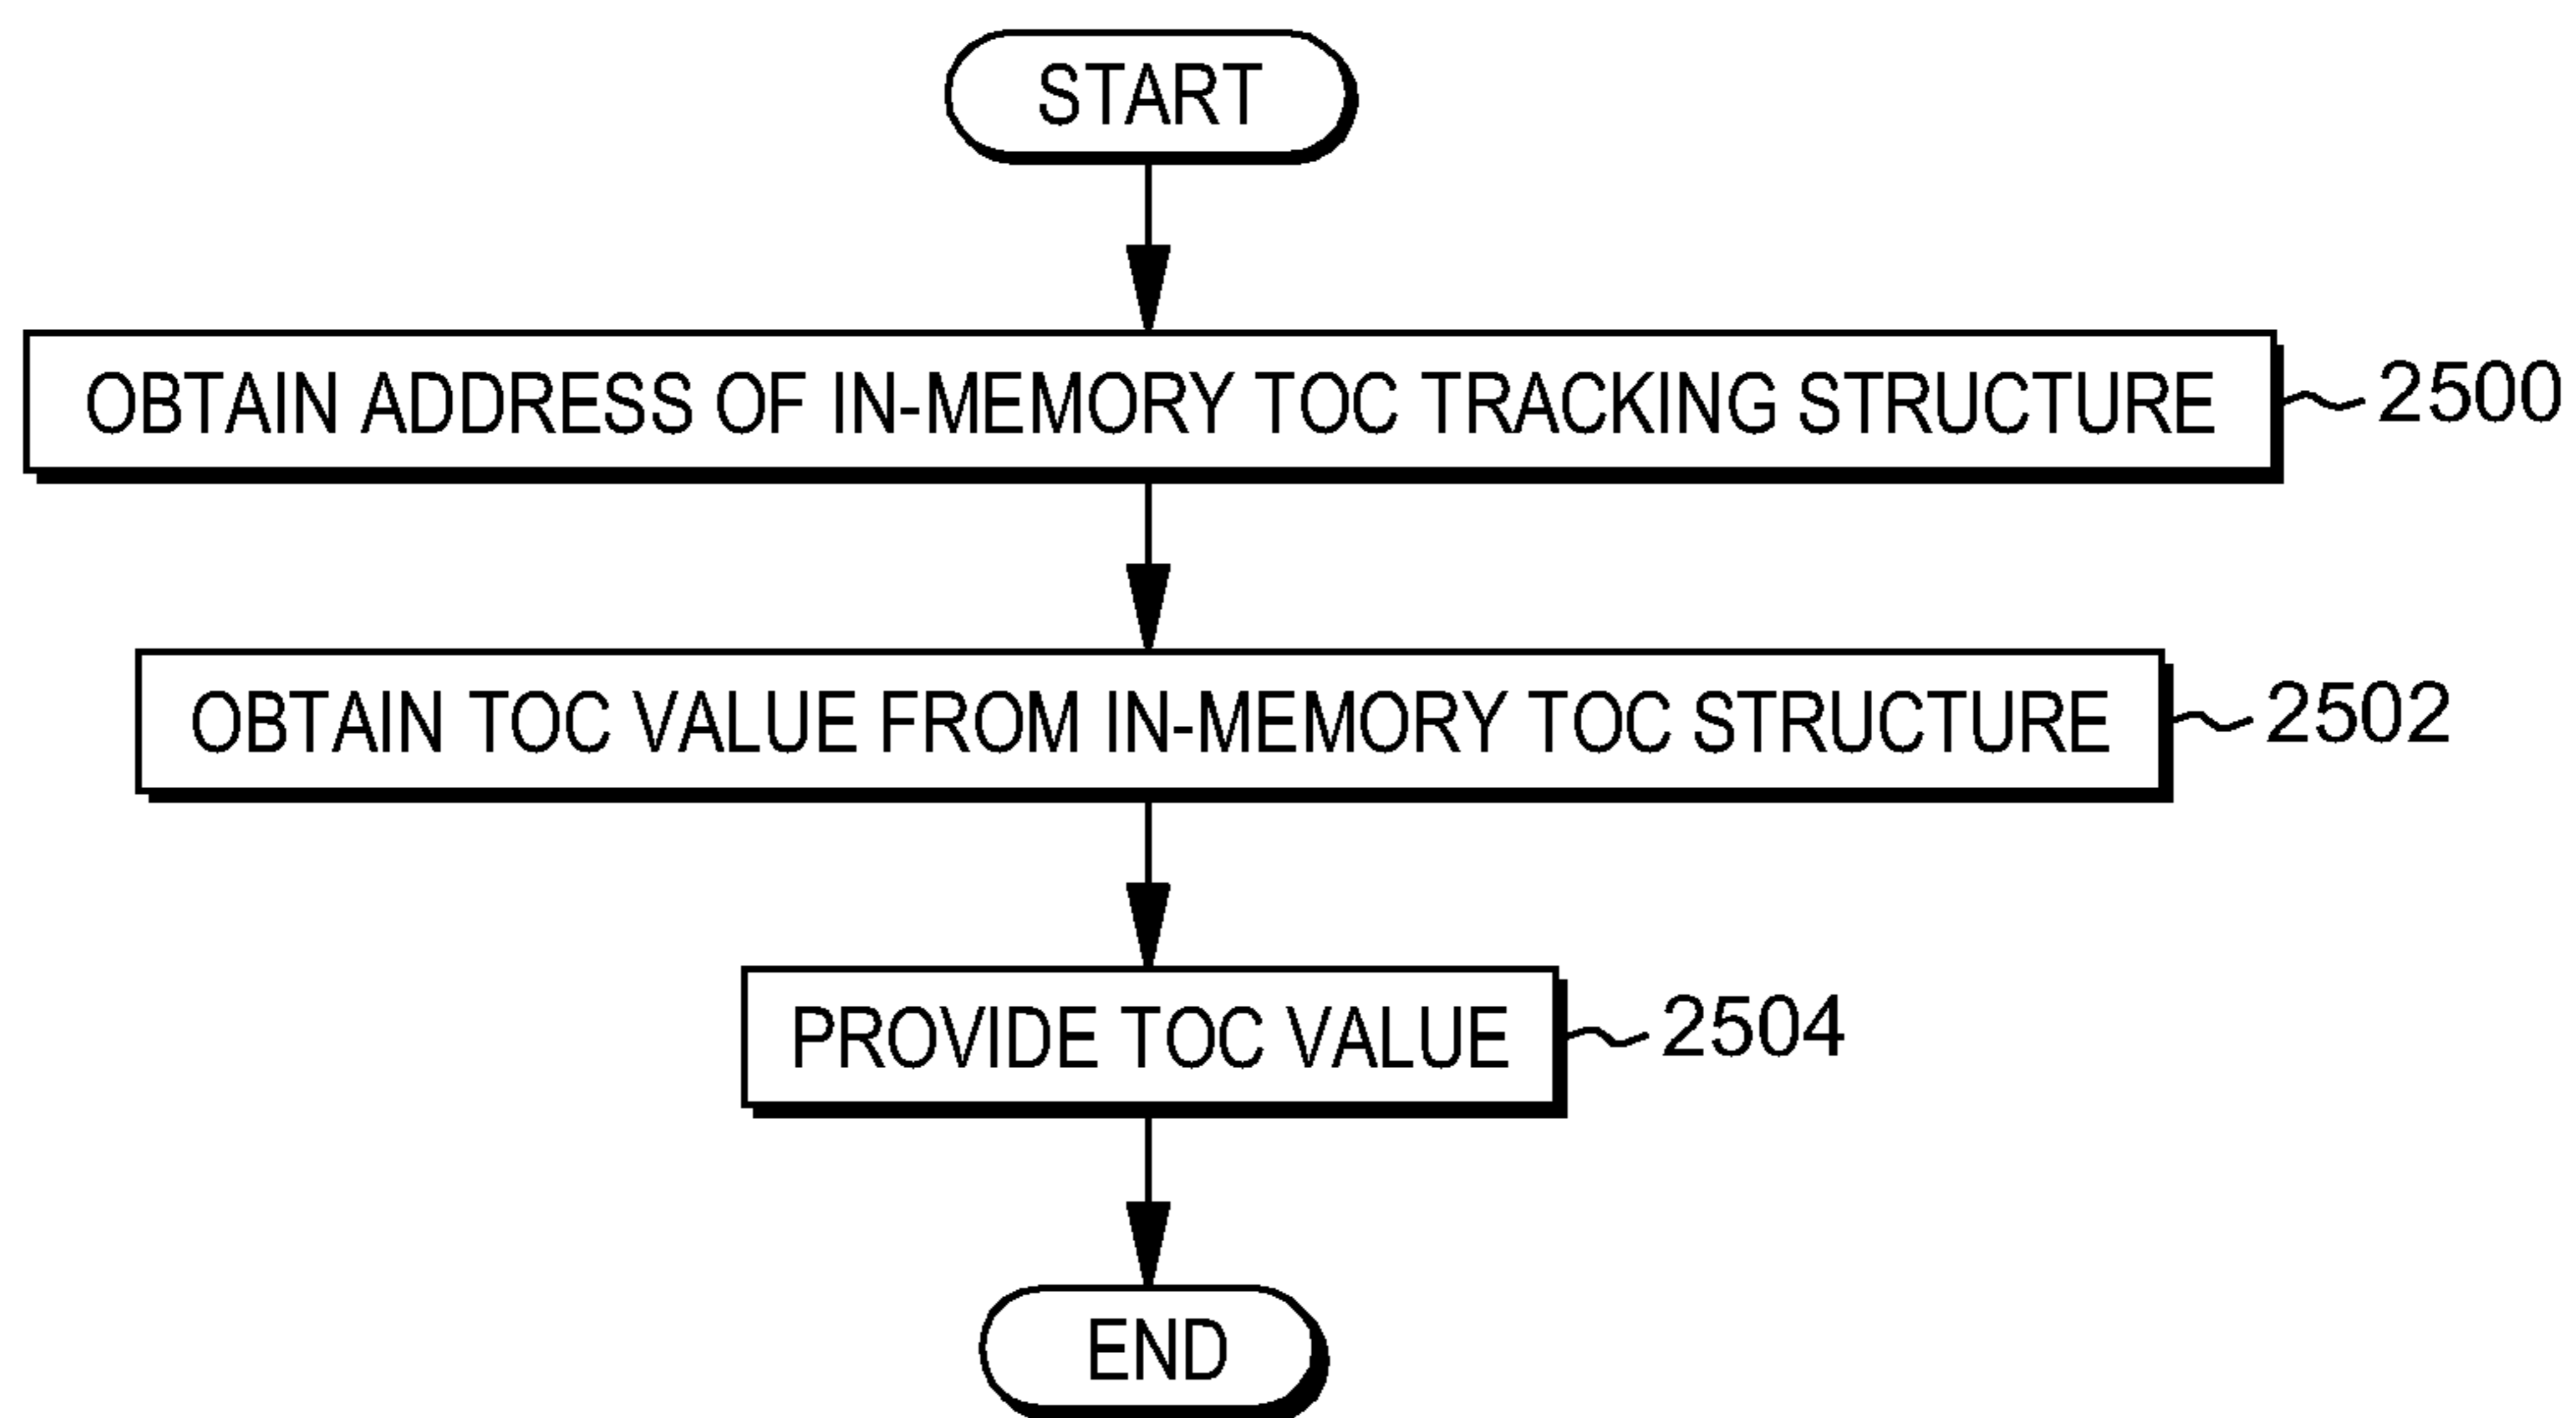 START
OBTAIN ADDRESS OF IN-MEMORY TOC TRACKING STRUCTURE 2500
OBTAIN TOC VALUE FROM IN-MEMORY TOC STRUCTURE 2502
PROVIDE TOC VALUE 2504
END